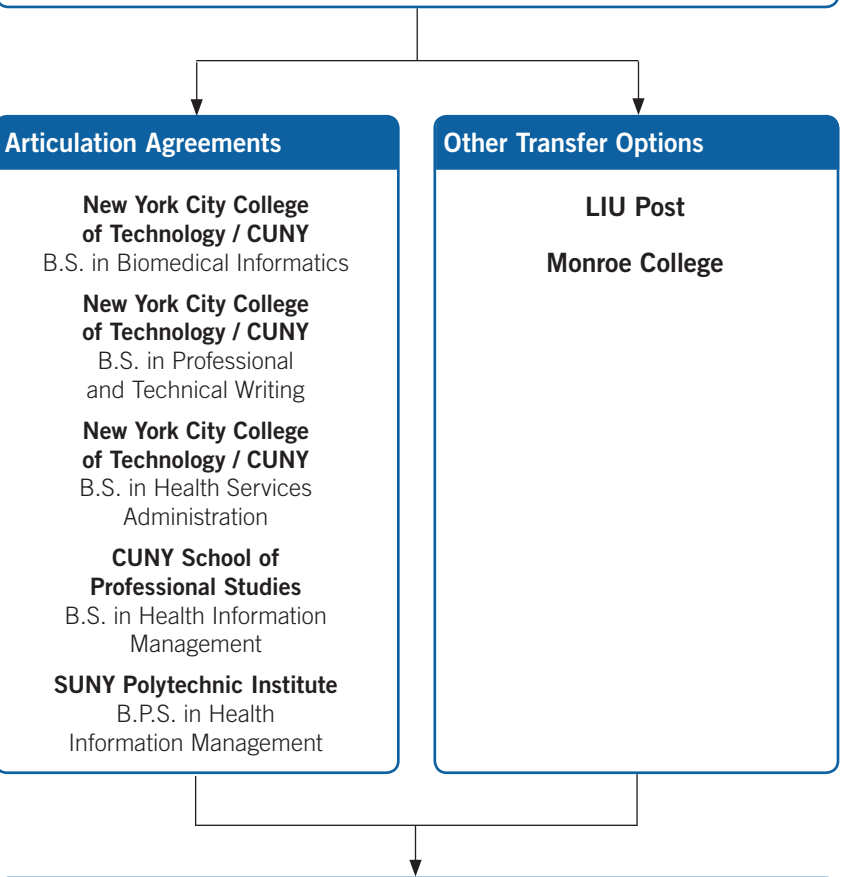 Articulation Agreements
New York City College
of Technology / CUNY
B.S. in Biomedical Informatics
New York City College
of Technology / CUNY
B.S. in Professional
and Technical Writing
New York City College
of Technology / CUNY
B.S. in Health Services
Administration
CUNY School of
Professional Studies
B.S. in Health Information
Management
SUNY Polytechnic Institute
B.P.S. in Health
Information Management
Other Transfer Options
LIU Post
Monroe College